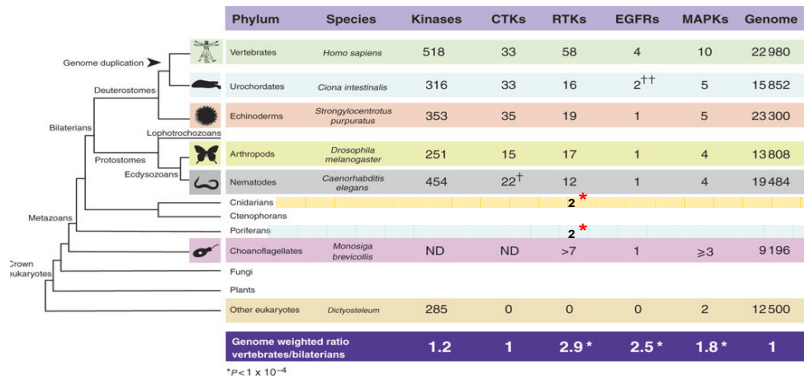 Phylum Species Kinases CTKs RTKs EGFRs MAPKs Genome
Vertebrates Homo sapiens 518 33 58 4 10 22980
Genome duplication
Urochordates Ciona intestinalis 316 33 16 2†† 5 15852
Deuterostomes
Echinoderms Strongylocentrotus purpuratus 353 35 19 1 5 23300
Bilaterians
Lophotrochozoans
Protostomes
Arthropods Drosophila melanogaster 251 15 17 1 4 13808
Ecdysozoans
Nematodes Caenorhabditis elegans 454 22† 12 1 4 19484
Cnidarians 2 *
Ctenophorans
Metazoans
Poriferans 2 *
Choanoflagellates Monosiga brevicollis ND ND >7 1 ⩾3 9196
Crown eukaryotes
Fungi
Plants
Other eukaryotes Dictyosteleum 285 0 0 0 2 12500
Genome weighted ratio vertebrates/bilaterians 1.2 1 2.9 * 2.5 * 1.8 * 1
*P<1 x 10⁻⁴